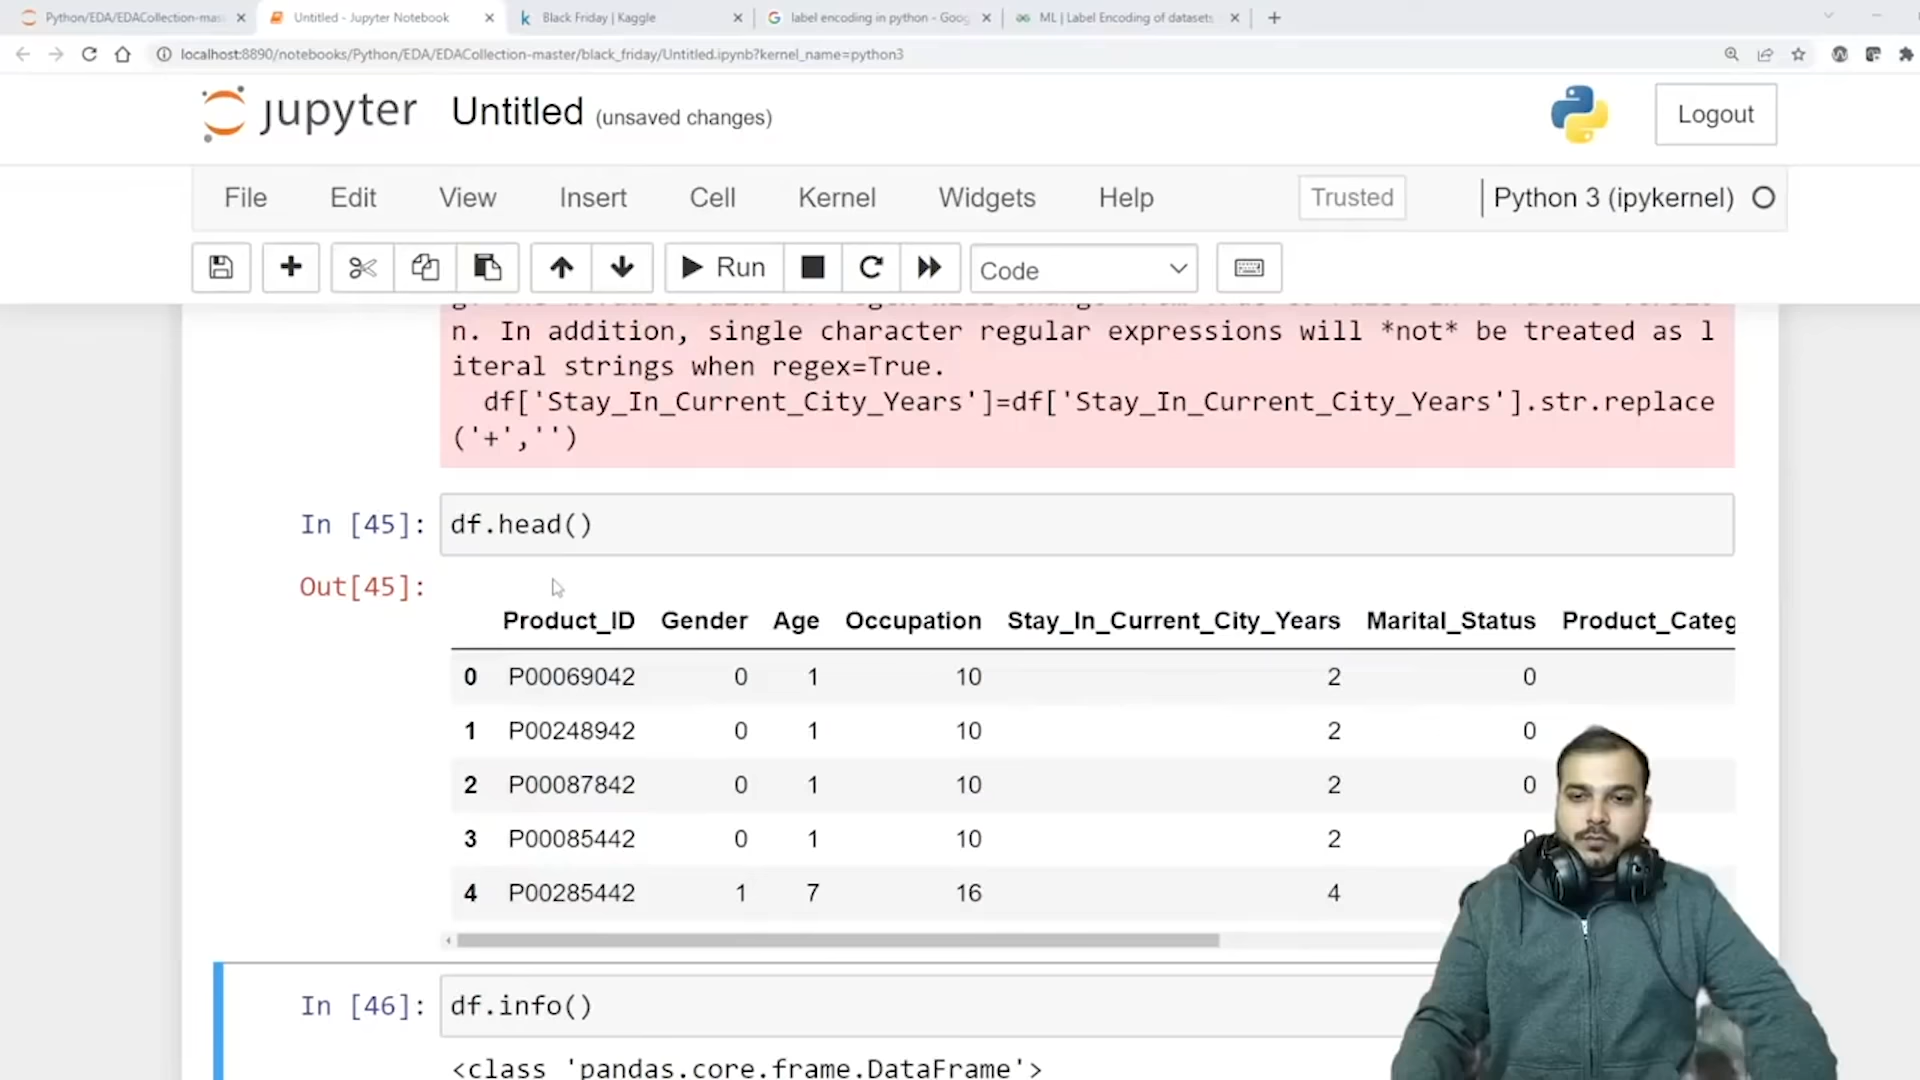 Python/EDA/EDACollection-mas
Untitled - Jupyter Notebook
Black Friday | Kaggle
label encoding in python - Goog
ML | Label Encoding of datasets
localhost:8890/notebooks/Python/EDA/EDACollection-master/black_friday/Untitled.ipynb?kernel_name=python3
jupyter Untitled (unsaved changes)
Logout
File Edit View Insert Cell Kernel Widgets Help Trusted Python 3 (ipykernel)
Run Code
n. In addition, single character regular expressions will *not* be treated as l
iteral strings when regex=True.
df['Stay_In_Current_City_Years']=df['Stay_In_Current_City_Years'].str.replace
('+','')
In [45]: df.head()
Out[45]:
Product_ID Gender Age Occupation Stay_In_Current_City_Years Marital_Status Product_Categ
0 P00069042 0 1 10 2 0
1 P00248942 0 1 10 2 0
2 P00087842 0 1 10 2 0
3 P00085442 0 1 10 2 0
4 P00285442 1 7 16 4
In [46]: df.info()
<class 'pandas.core.frame.DataFrame'>